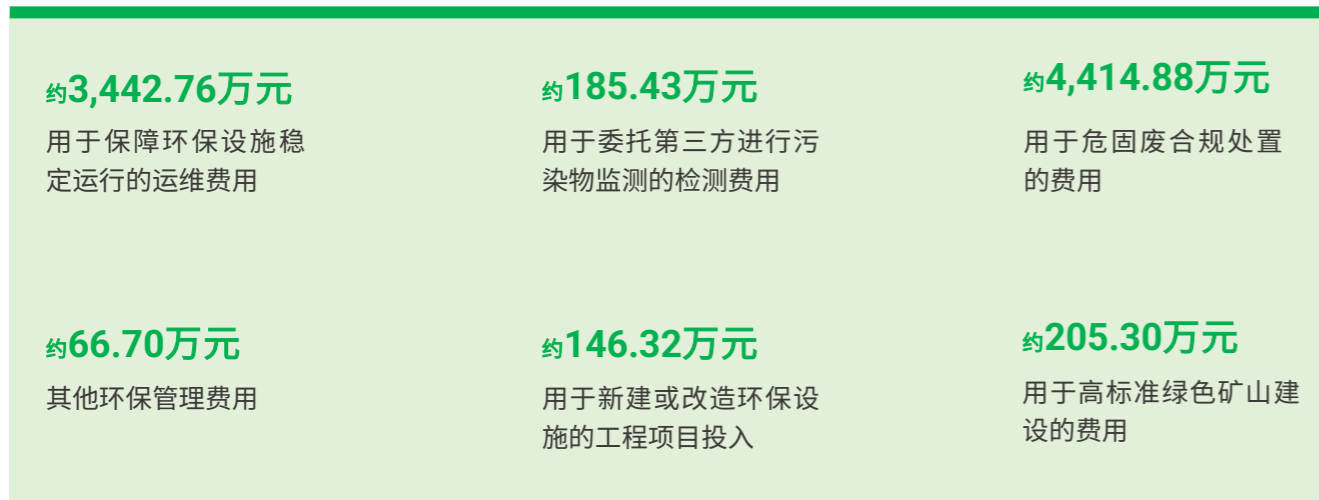 约3,442.76万元
用于保障环保设施稳
定运行的运维费用
约185.43万元
用于委托第三方进行污
染物监测的检测费用
约4,414.88万元
用于危固废合规处置
的费用
约66.70万元
其他环保管理费用
约146.32万元
用于新建或改造环保设
施的工程项目投入
约205.30万元
用于高标准绿色矿山建
设的费用